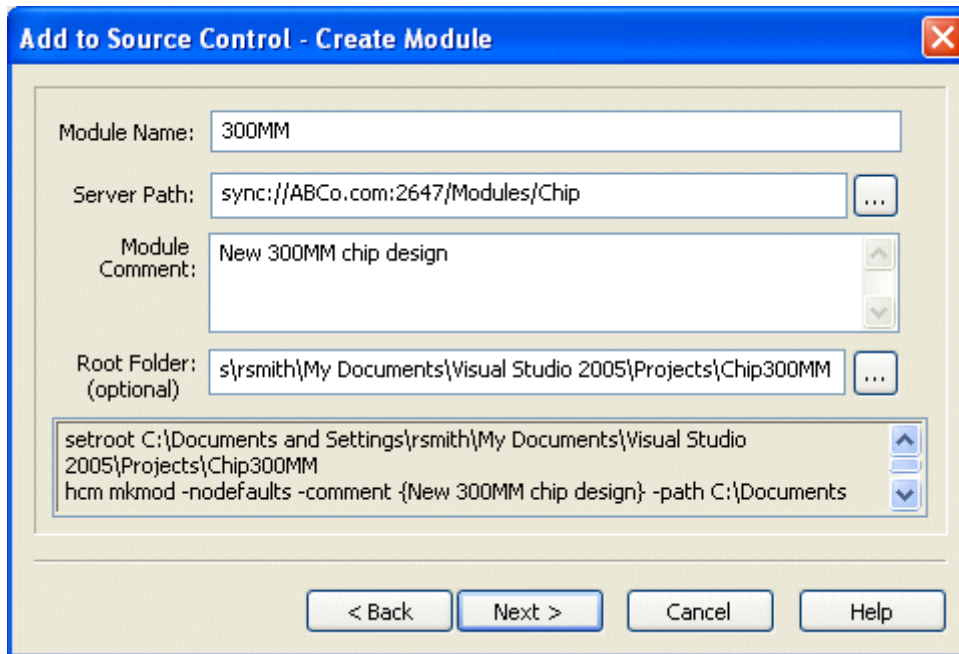 Add to Source Control - Create Module
Module Name:
300MM
Server Path:
sync://ABCo.com:2647/Modules/Chip
...
Module
Comment:
New 300MM chip design
Root Folder:
(optional)
s\rsmith\My Documents\Visual Studio 2005\Projects\Chip300MM
...
setroot C:\Documents and Settings\rsmith\My Documents\Visual Studio
2005\Projects\Chip300MM
hcm mkmod -nodefaults -comment {New 300MM chip design} -path C:\Documents
< Back
Next >
Cancel
Help